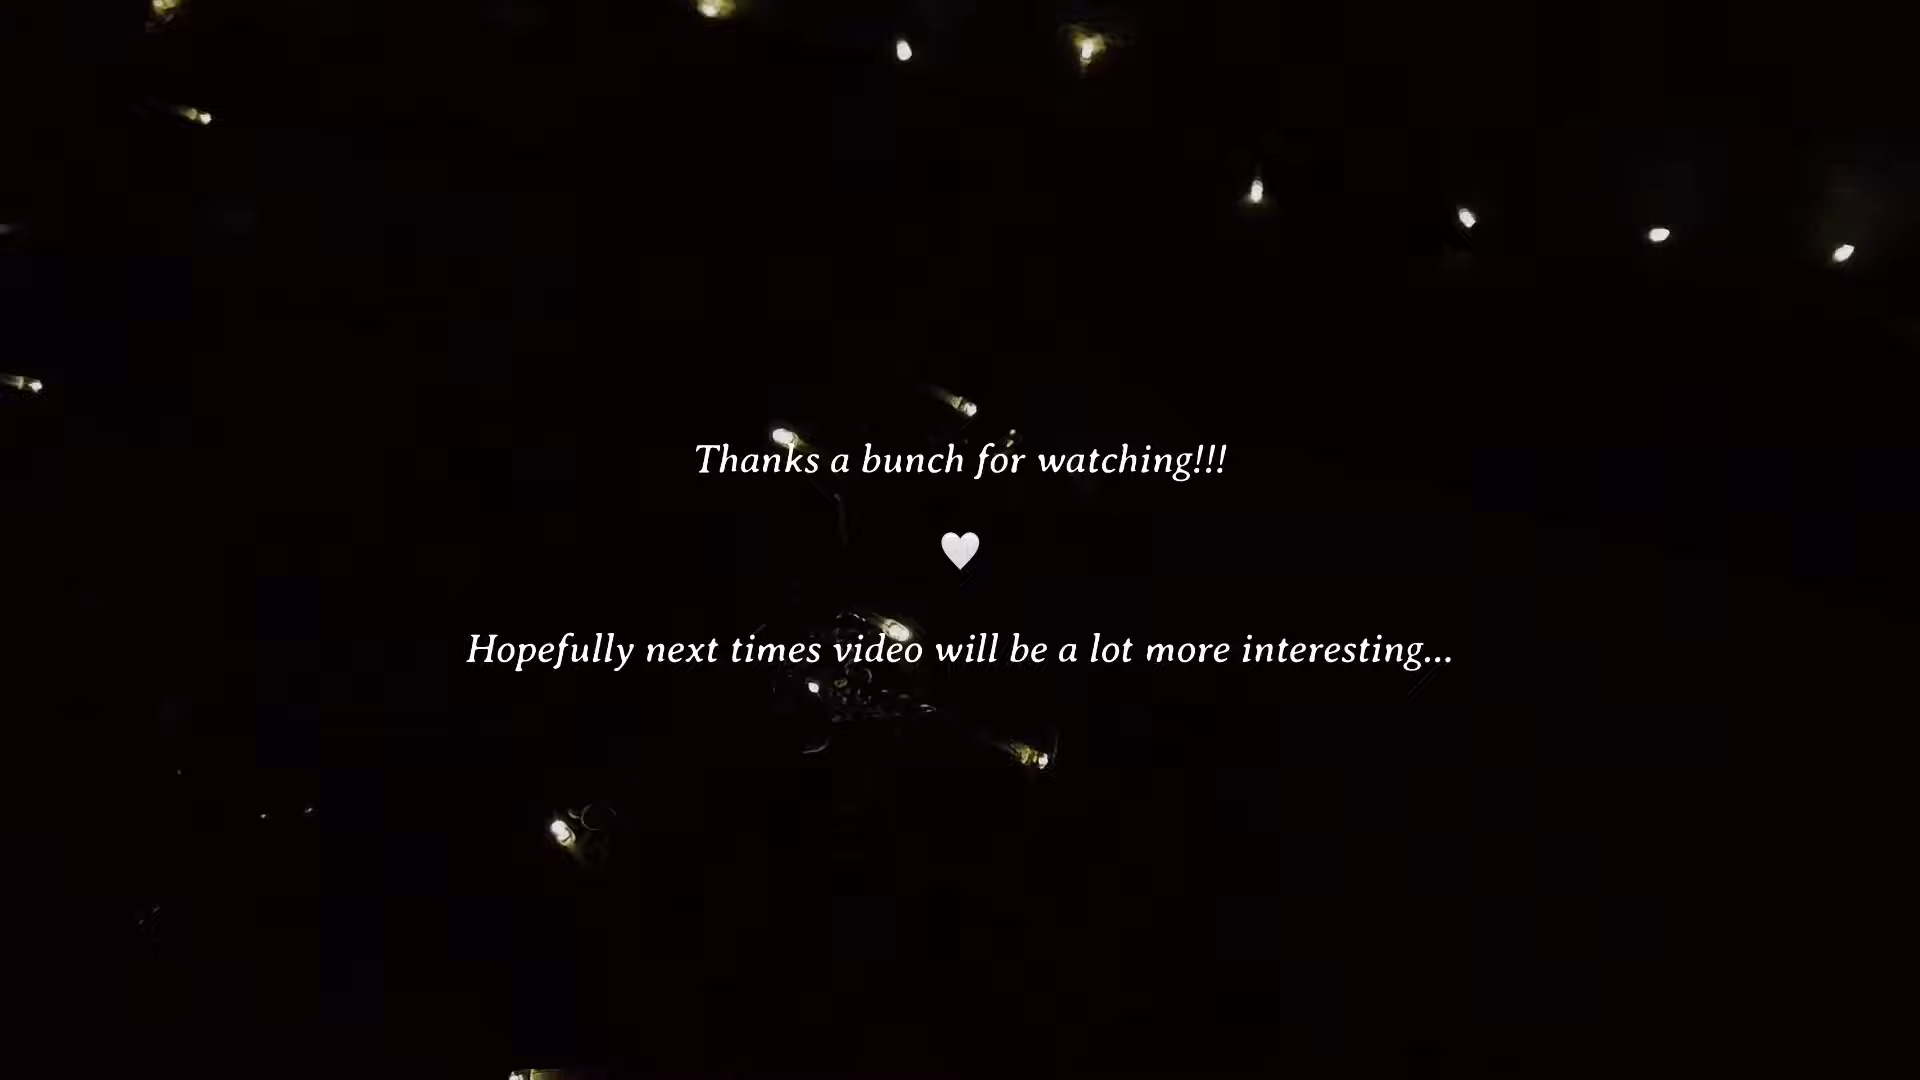 Thanks a bunch for watching!!!
🤍
Hopefully next times video will be a lot more interesting...